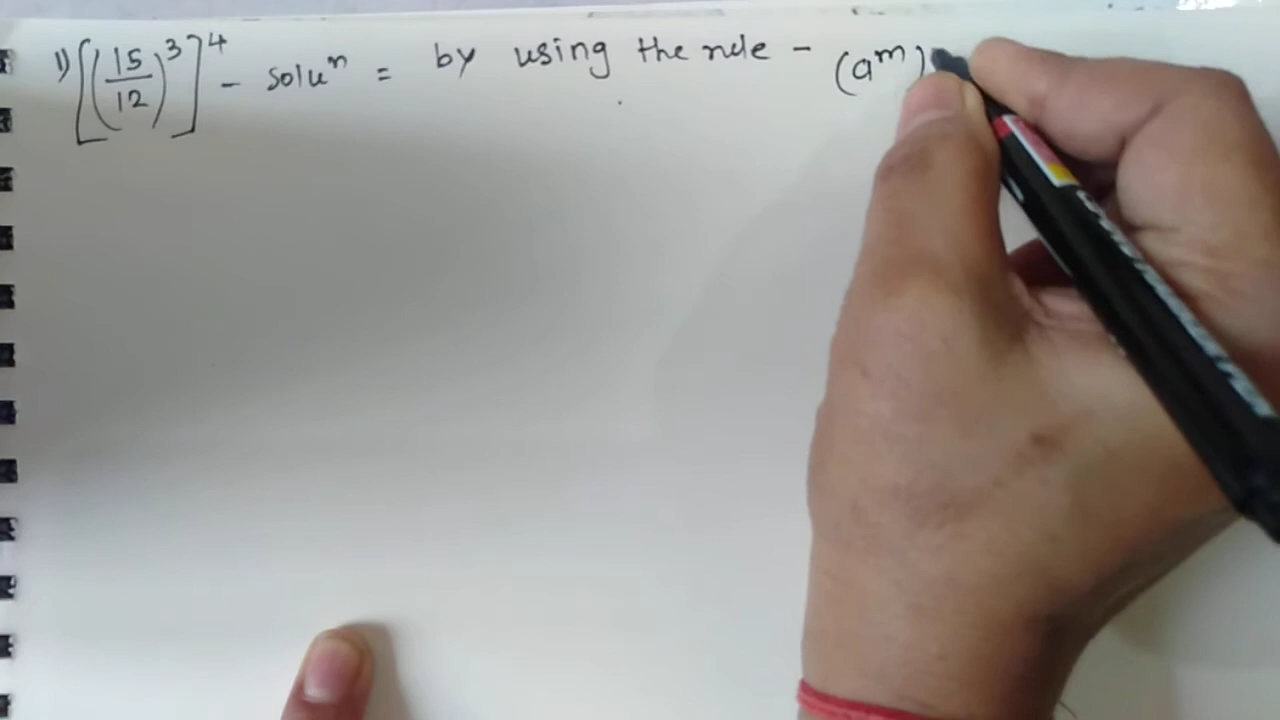 1) [(15/12)^3]^4 - solu^n = by using the rule - (a^m)